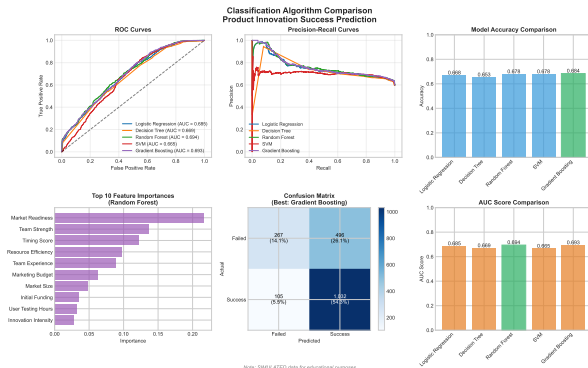 Classification Algorithm Comparison
Product Innovation Success Prediction
ROC Curves
True Positive Rate
1.0
0.8
0.6
0.4
0.2
0.0
0.0 0.2 0.4 0.6 0.8 1.0
False Positive Rate
Logistic Regression (AUC = 0.685)
Decision Tree (AUC = 0.669)
Random Forest (AUC = 0.694)
SVM (AUC = 0.665)
Gradient Boosting (AUC = 0.693)
Precision-Recall Curves
Precision
1.0
0.8
0.6
0.4
0.2
0.0
0.0 0.2 0.4 0.6 0.8 1.0
Recall
Logistic Regression
Decision Tree
Random Forest
SVM
Gradient Boosting
Model Accuracy Comparison
Accuracy
1.0
0.8
0.6
0.4
0.2
0.0
0.668 0.653 0.678 0.678 0.684
Logistic Regression
Decision Tree
Random Forest
SVM
Gradient Boosting
Top 10 Feature Importances
(Random Forest)
Market Readiness
Team Strength
Timing Score
Resource Efficiency
Team Experience
Marketing Budget
Market Size
Initial Funding
User Testing Hours
Innovation Intensity
0.00 0.05 0.10 0.15 0.20
Importance
Confusion Matrix
(Best: Gradient Boosting)
Actual
Failed
Success
267
(14.1%)
496
(26.1%)
105
(5.5%)
1,032
(54.3%)
Failed Success
Predicted
1000
800
600
400
200
AUC Score Comparison
AUC Score
1.0
0.8
0.6
0.4
0.2
0.0
0.685 0.669 0.694 0.665 0.693
Logistic Regression
Decision Tree
Random Forest
SVM
Gradient Boosting
Note: SIMULATED data for educational purposes